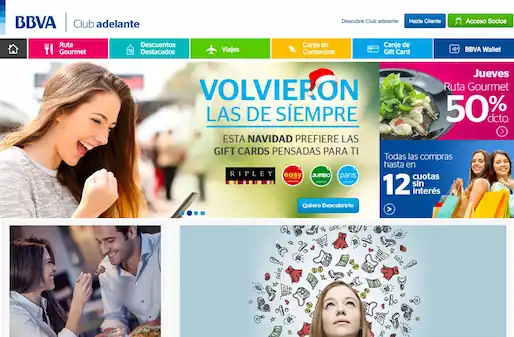 BBVA Club adelante
Descubre Club adelante
Hazte Cliente
Acceso Socios
Ruta
Gourmet
Descuentos
Destacados
Viajes
Canje en
Comercios
Canje de
Gift Card
BBVA Wallet
VOLVIERON
LAS DE SÍEMPRE
ESTA NAVIDAD PREFIERE LAS
GIFT CARDS PENSADAS PARA TI
RIPLEY
easy
JUMBO
paris
Quiero Descubrirlo
Jueves
Ruta Gourmet
50%
dcto.
Todas las compras
hasta en
12 cuotas
sin
interés